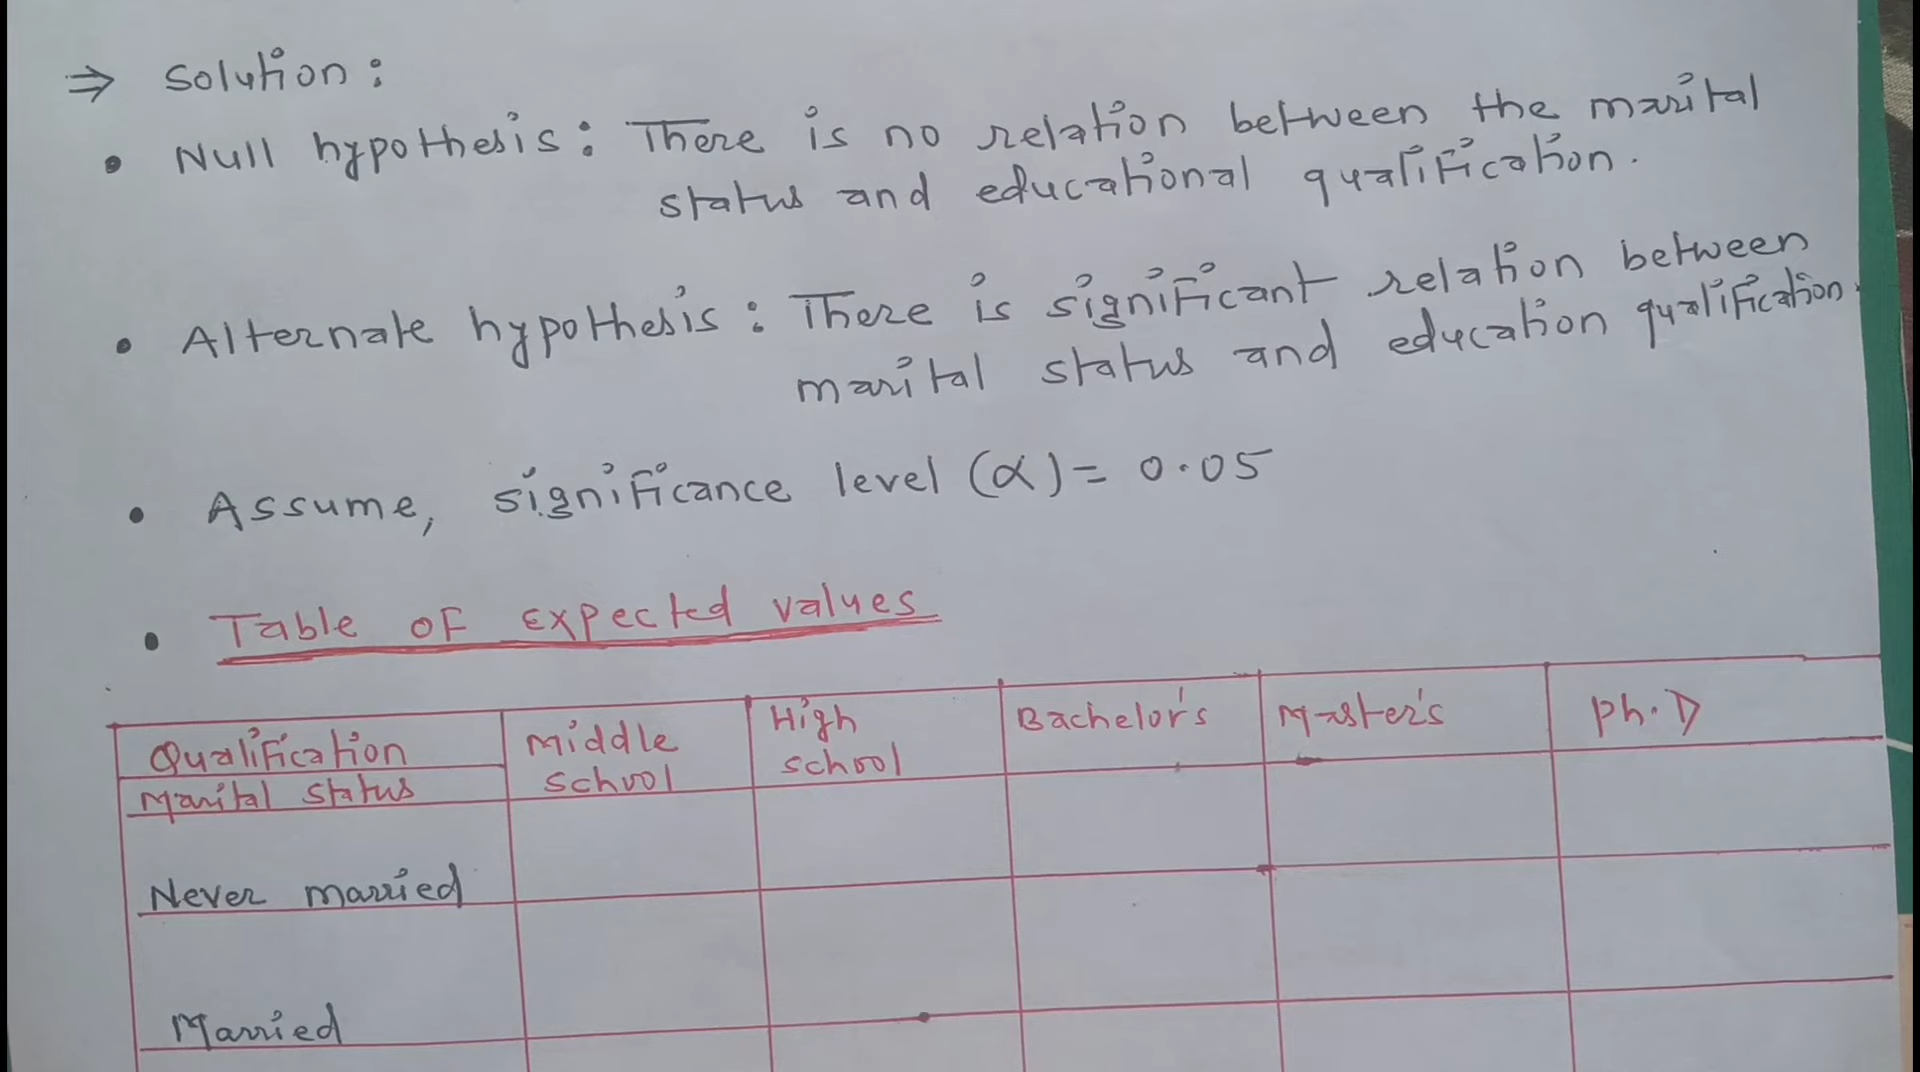 ⇒ Solution :
• Null hypothesis : There is no relation between the marital
status and educational qualification.
• Alternate hypothesis : There is significant relation between
marital status and education qualification.
• Assume, significance level (α) = 0.05
• Table of expected values
Qualification
Marital status
Middle
school
High
school
Bachelor's
Master's
Ph.D
Never married
Married